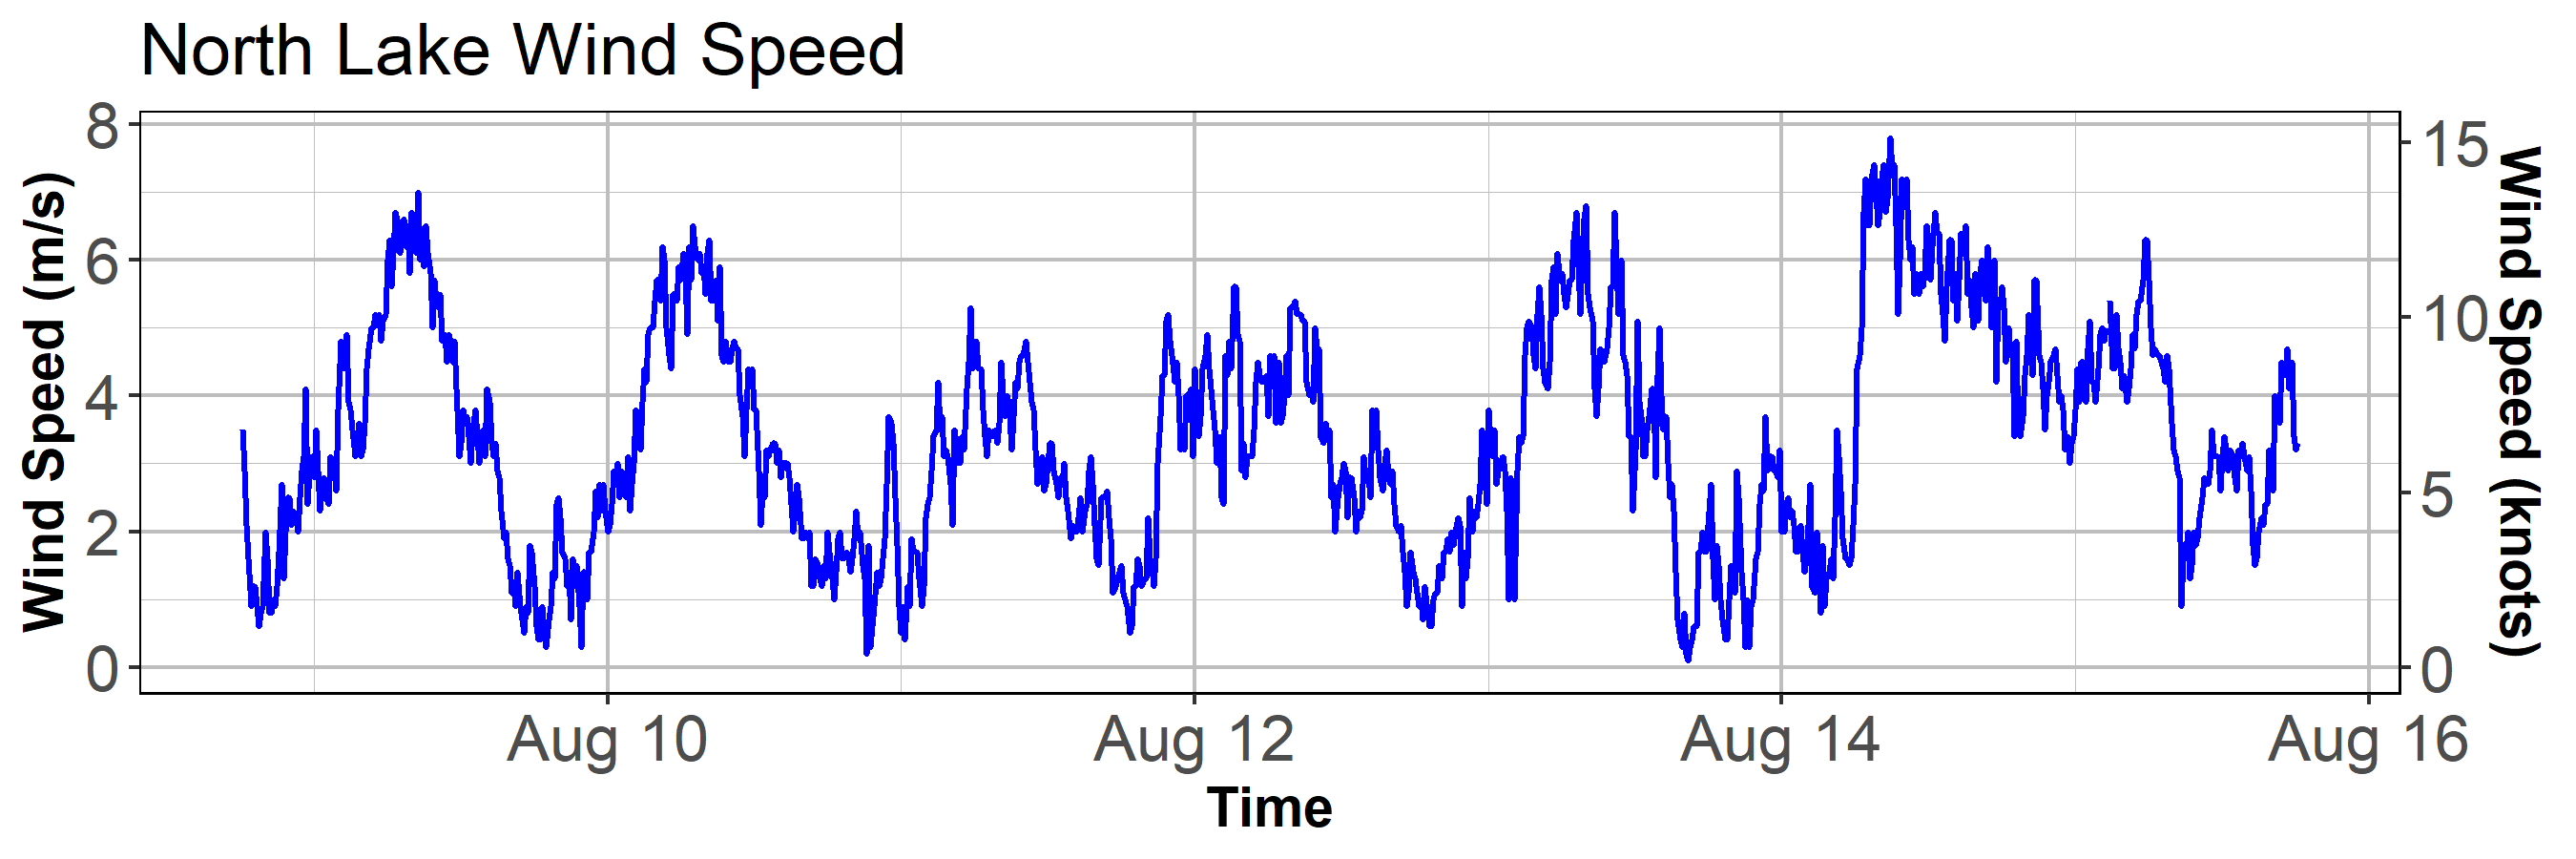 North Lake Wind Speed
Wind Speed (m/s)
8
6
4
2
0
15
10
5
0
Wind Speed (knots)
Aug 10
Aug 12
Aug 14
Aug 16
Time